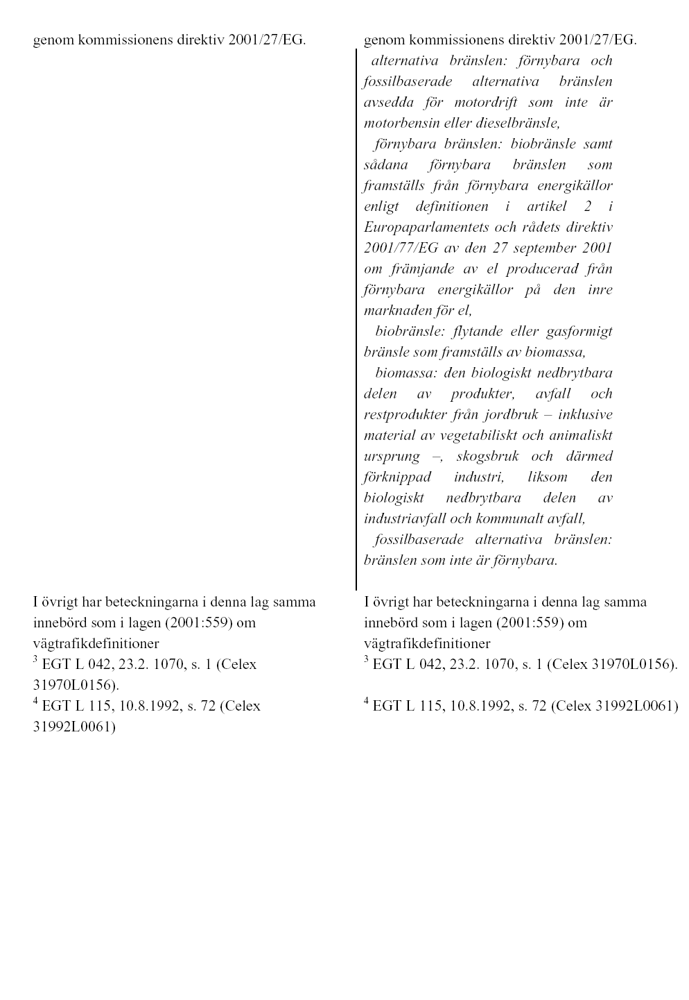 genom kommissionens direktiv 2001/27/EG.
I övrigt har beteckningarna i denna lag samma
innebörd som i lagen (2001:559) om
vägtrafikdefinitioner
3 EGT L 042, 23.2. 1070, s. 1 (Celex
31970L0156).
4 EGT L 115, 10.8.1992, s. 72 (Celex
31992L0061)
genom kommissionens direktiv 2001/27/EG.
alternativa bränslen: förnybara och
fossilbaserade alternativa bränslen
avsedda för motordrift som inte är
motorbensin eller dieselbränsle,
förnybara bränslen: biobränsle samt
sådana förnybara bränslen som
framställs från förnybara energikällor
enligt definitionen i artikel 2 i
Europaparlamentets och rådets direktiv
2001/77/EG av den 27 september 2001
om främjande av el producerad från
förnybara energikällor på den inre
marknaden för el,
biobränsle: flytande eller gasformigt
bränsle som framställs av biomassa,
biomassa: den biologiskt nedbrytbara
delen av produkter, avfall och
restprodukter från jordbruk – inklusive
material av vegetabiliskt och animaliskt
ursprung –, skogsbruk och därmed
förknippad industri, liksom den
biologiskt nedbrytbara delen av
industriavfall och kommunalt avfall,
fossilbaserade alternativa bränslen:
bränslen som inte är förnybara.
I övrigt har beteckningarna i denna lag samma
innebörd som i lagen (2001:559) om
vägtrafikdefinitioner
3 EGT L 042, 23.2. 1070, s. 1 (Celex 31970L0156).
4 EGT L 115, 10.8.1992, s. 72 (Celex 31992L0061)